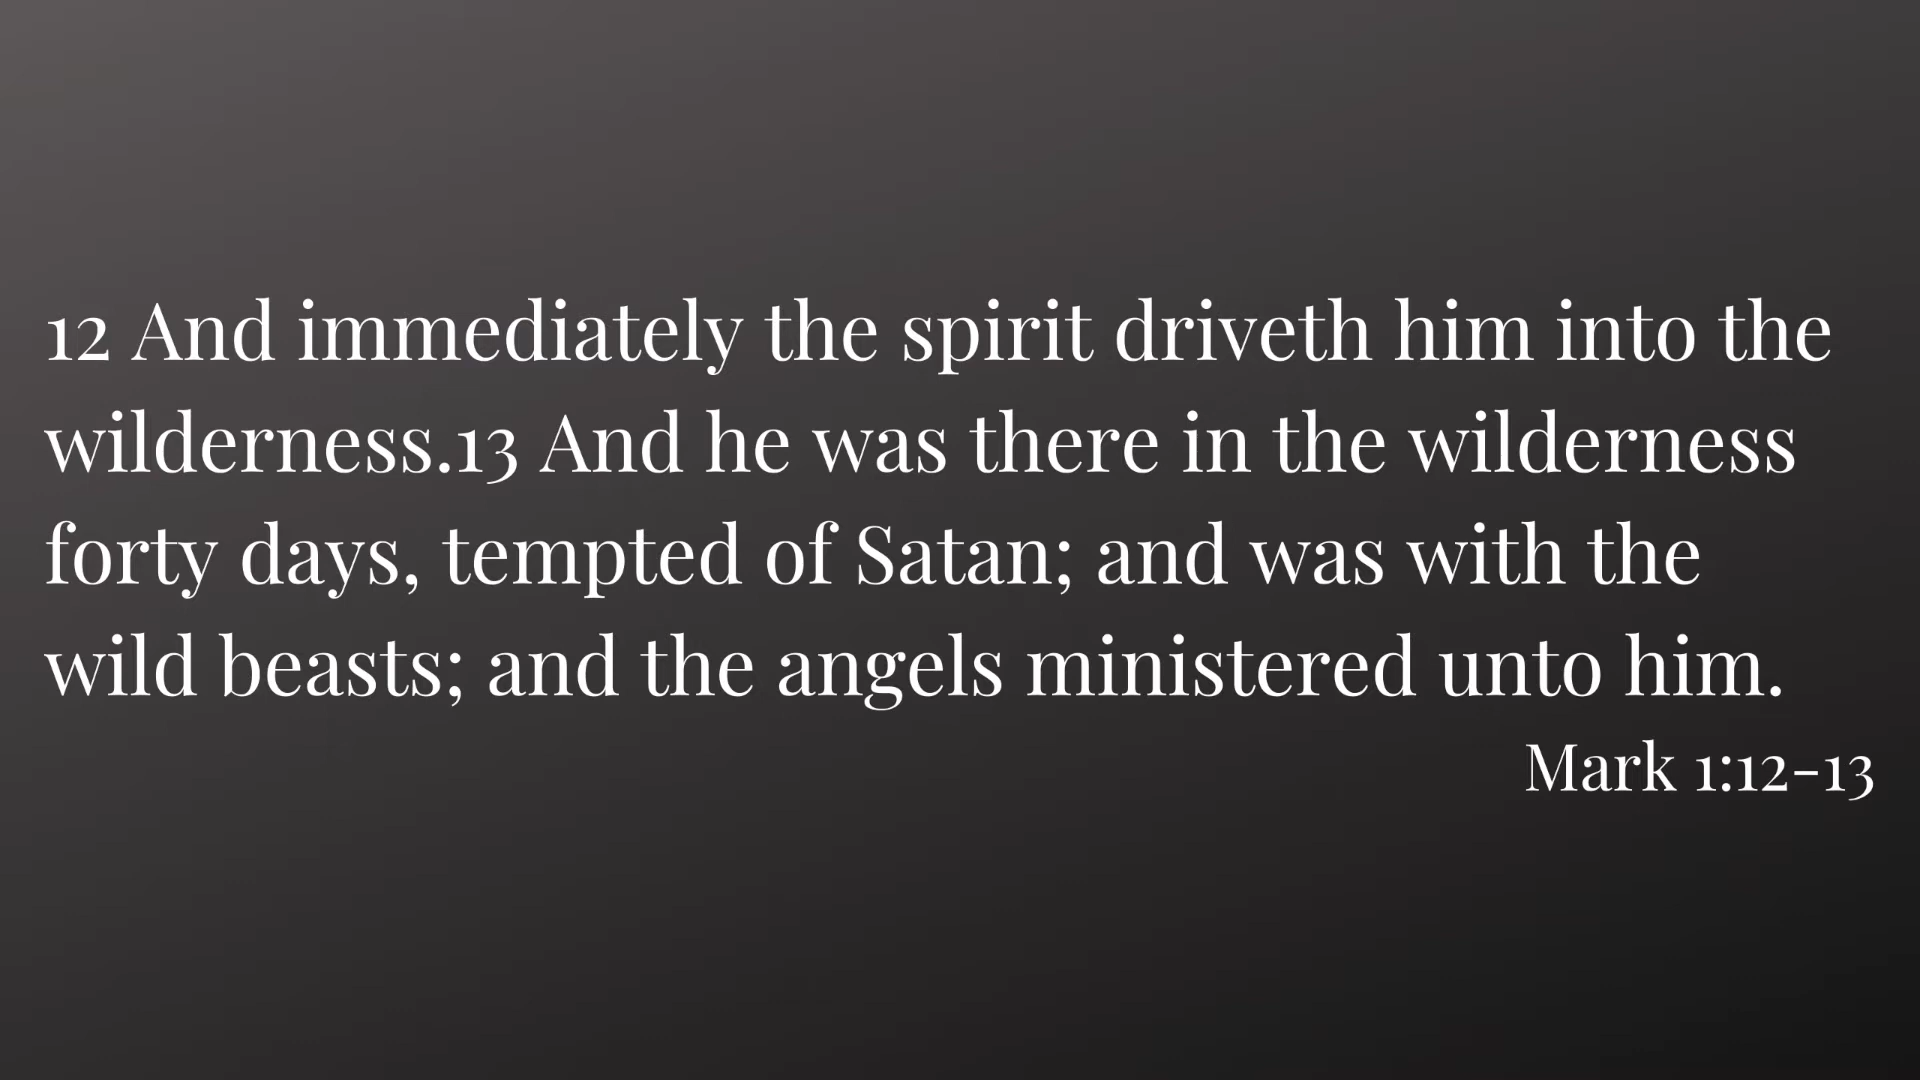 12 And immediately the spirit driveth him into the
wilderness.13 And he was there in the wilderness
forty days, tempted of Satan; and was with the
wild beasts; and the angels ministered unto him.
Mark 1:12-13